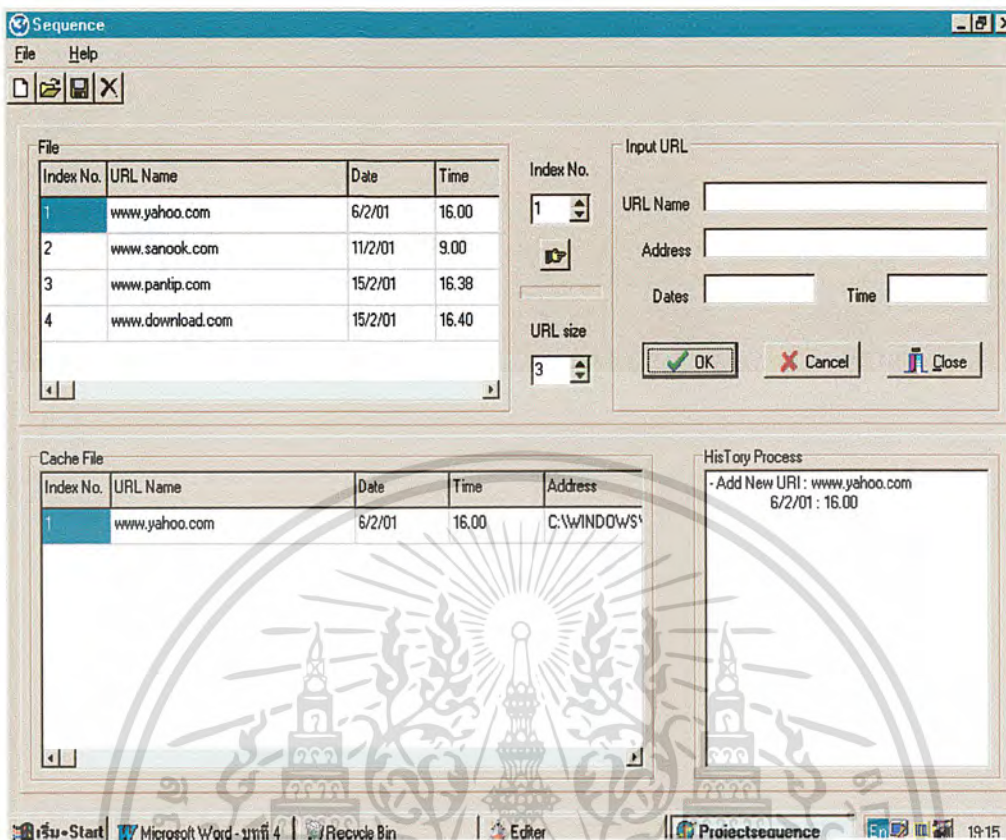 Sequence
File Help
File
Index No. URL Name Date Time
1 www.yahoo.com 6/2/01 16.00
2 www.sanook.com 11/2/01 9.00
3 www.pantip.com 15/2/01 16.38
4 www.download.com 15/2/01 16.40
Index No.
1
URL size
3
Input URL
URL Name
Address
Dates Time
OK Cancel Close
Cache File
Index No. URL Name Date Time Address
1 www.yahoo.com 6/2/01 16.00 C:\WINDOWS\
HisTory Process
- Add New URl : www.yahoo.com
6/2/01 : 16.00
เริ่ม-Start Microsoft Word - บทที่ 4 Recycle Bin Editer Projectsequence En 19:15